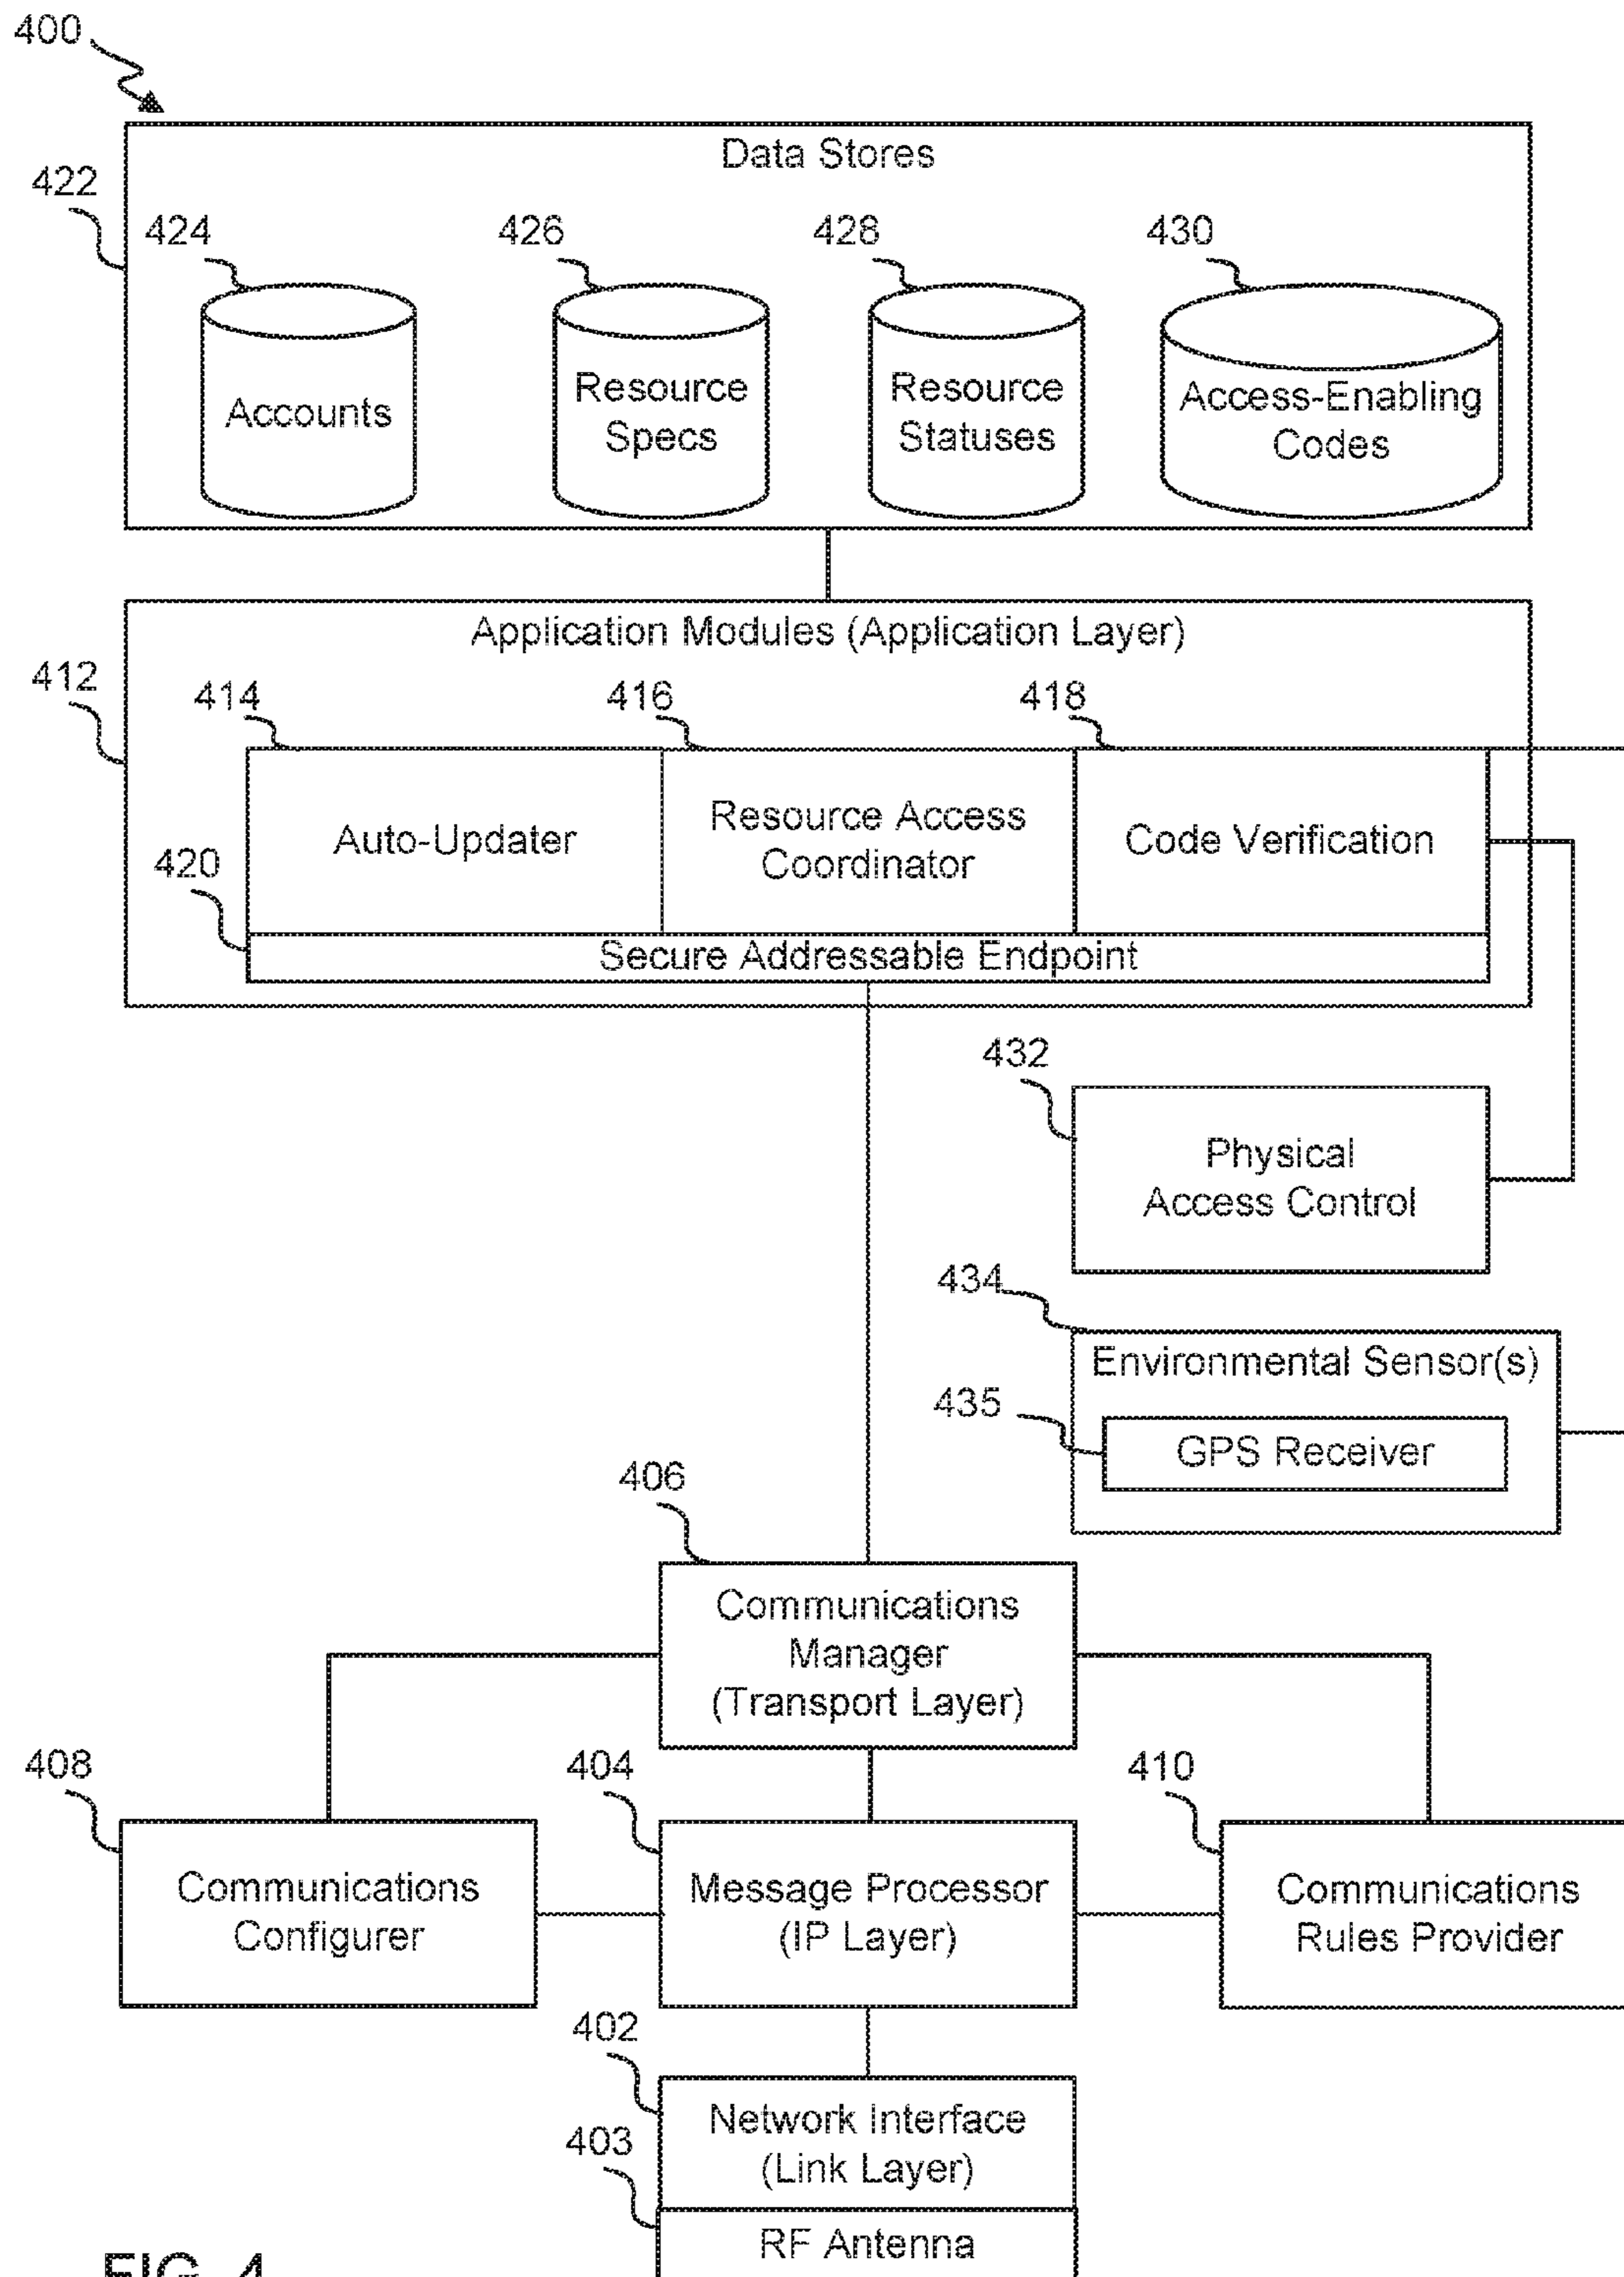 400
Data Stores
422
424
426
428
430
Accounts
Resource
Specs
Resource
Statuses
Access-Enabling
Codes
Application Modules (Application Layer)
412
414
416
418
Auto-Updater
Resource Access
Coordinator
Code Verification
420
Secure Addressable Endpoint
432
Physical
Access Control
434
Environmental Sensor(s)
435
GPS Receiver
406
Communications
Manager
(Transport Layer)
408
404
410
Communications
Configurer
Message Processor
(IP Layer)
Communications
Rules Provider
402
Network Interface
(Link Layer)
403
RF Antenna
FIG. 4